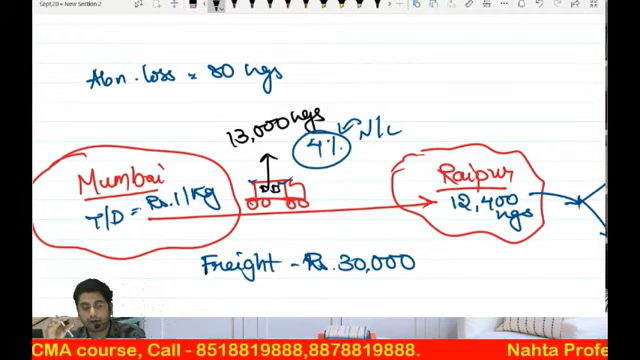 Sept,20 • New Section 2
Abn. loss = 80 kgs
13,000 kgs
4% N/L
Mumbai
T/D = Rs.1/Kg
Raipur
12,400 kgs
Freight - Rs. 30,000
CMA course, Call - 8518819888,8878819888.
Nahta Profe